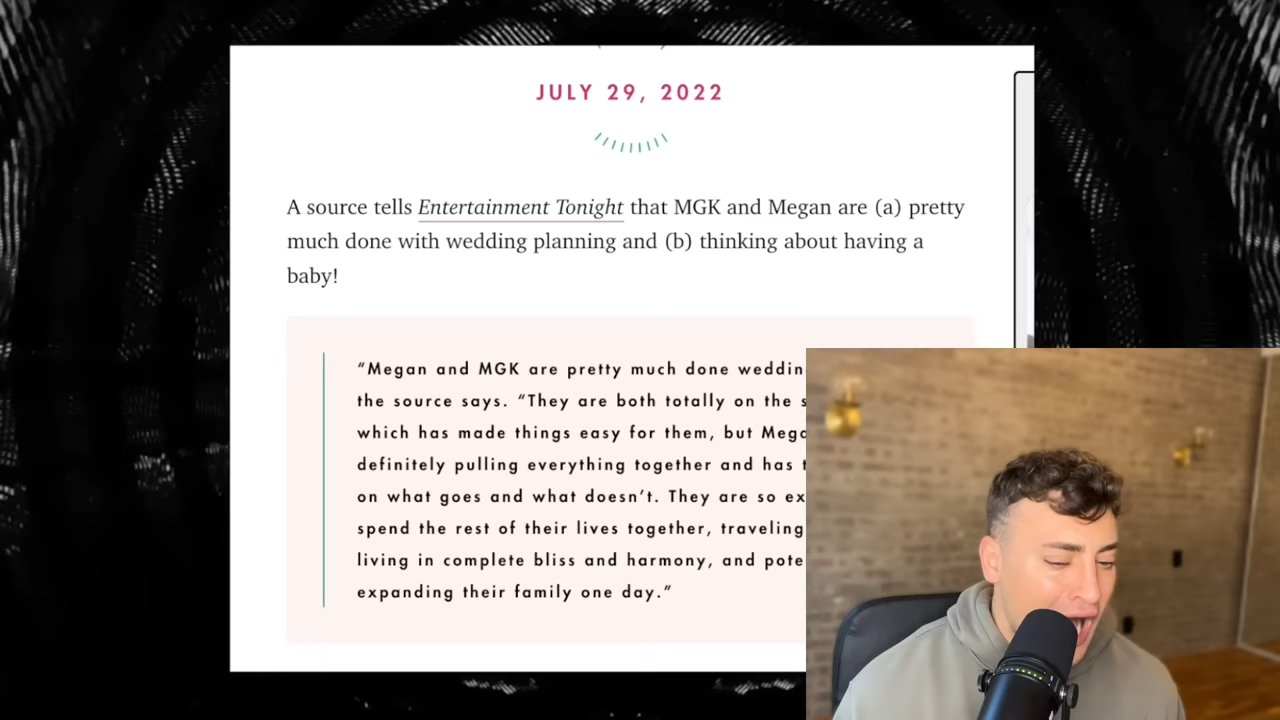 JULY 29, 2022
A source tells Entertainment Tonight that MGK and Megan are (a) pretty
much done with wedding planning and (b) thinking about having a
baby!
“Megan and MGK are pretty much done
the source says. “They are both totally on the
which has made things easy for them, but
definitely pulling everything together and has
on what goes and what doesn’t. They are so
spend the rest of their lives together, traveling
living in complete bliss and harmony, and
expanding their family one day.”